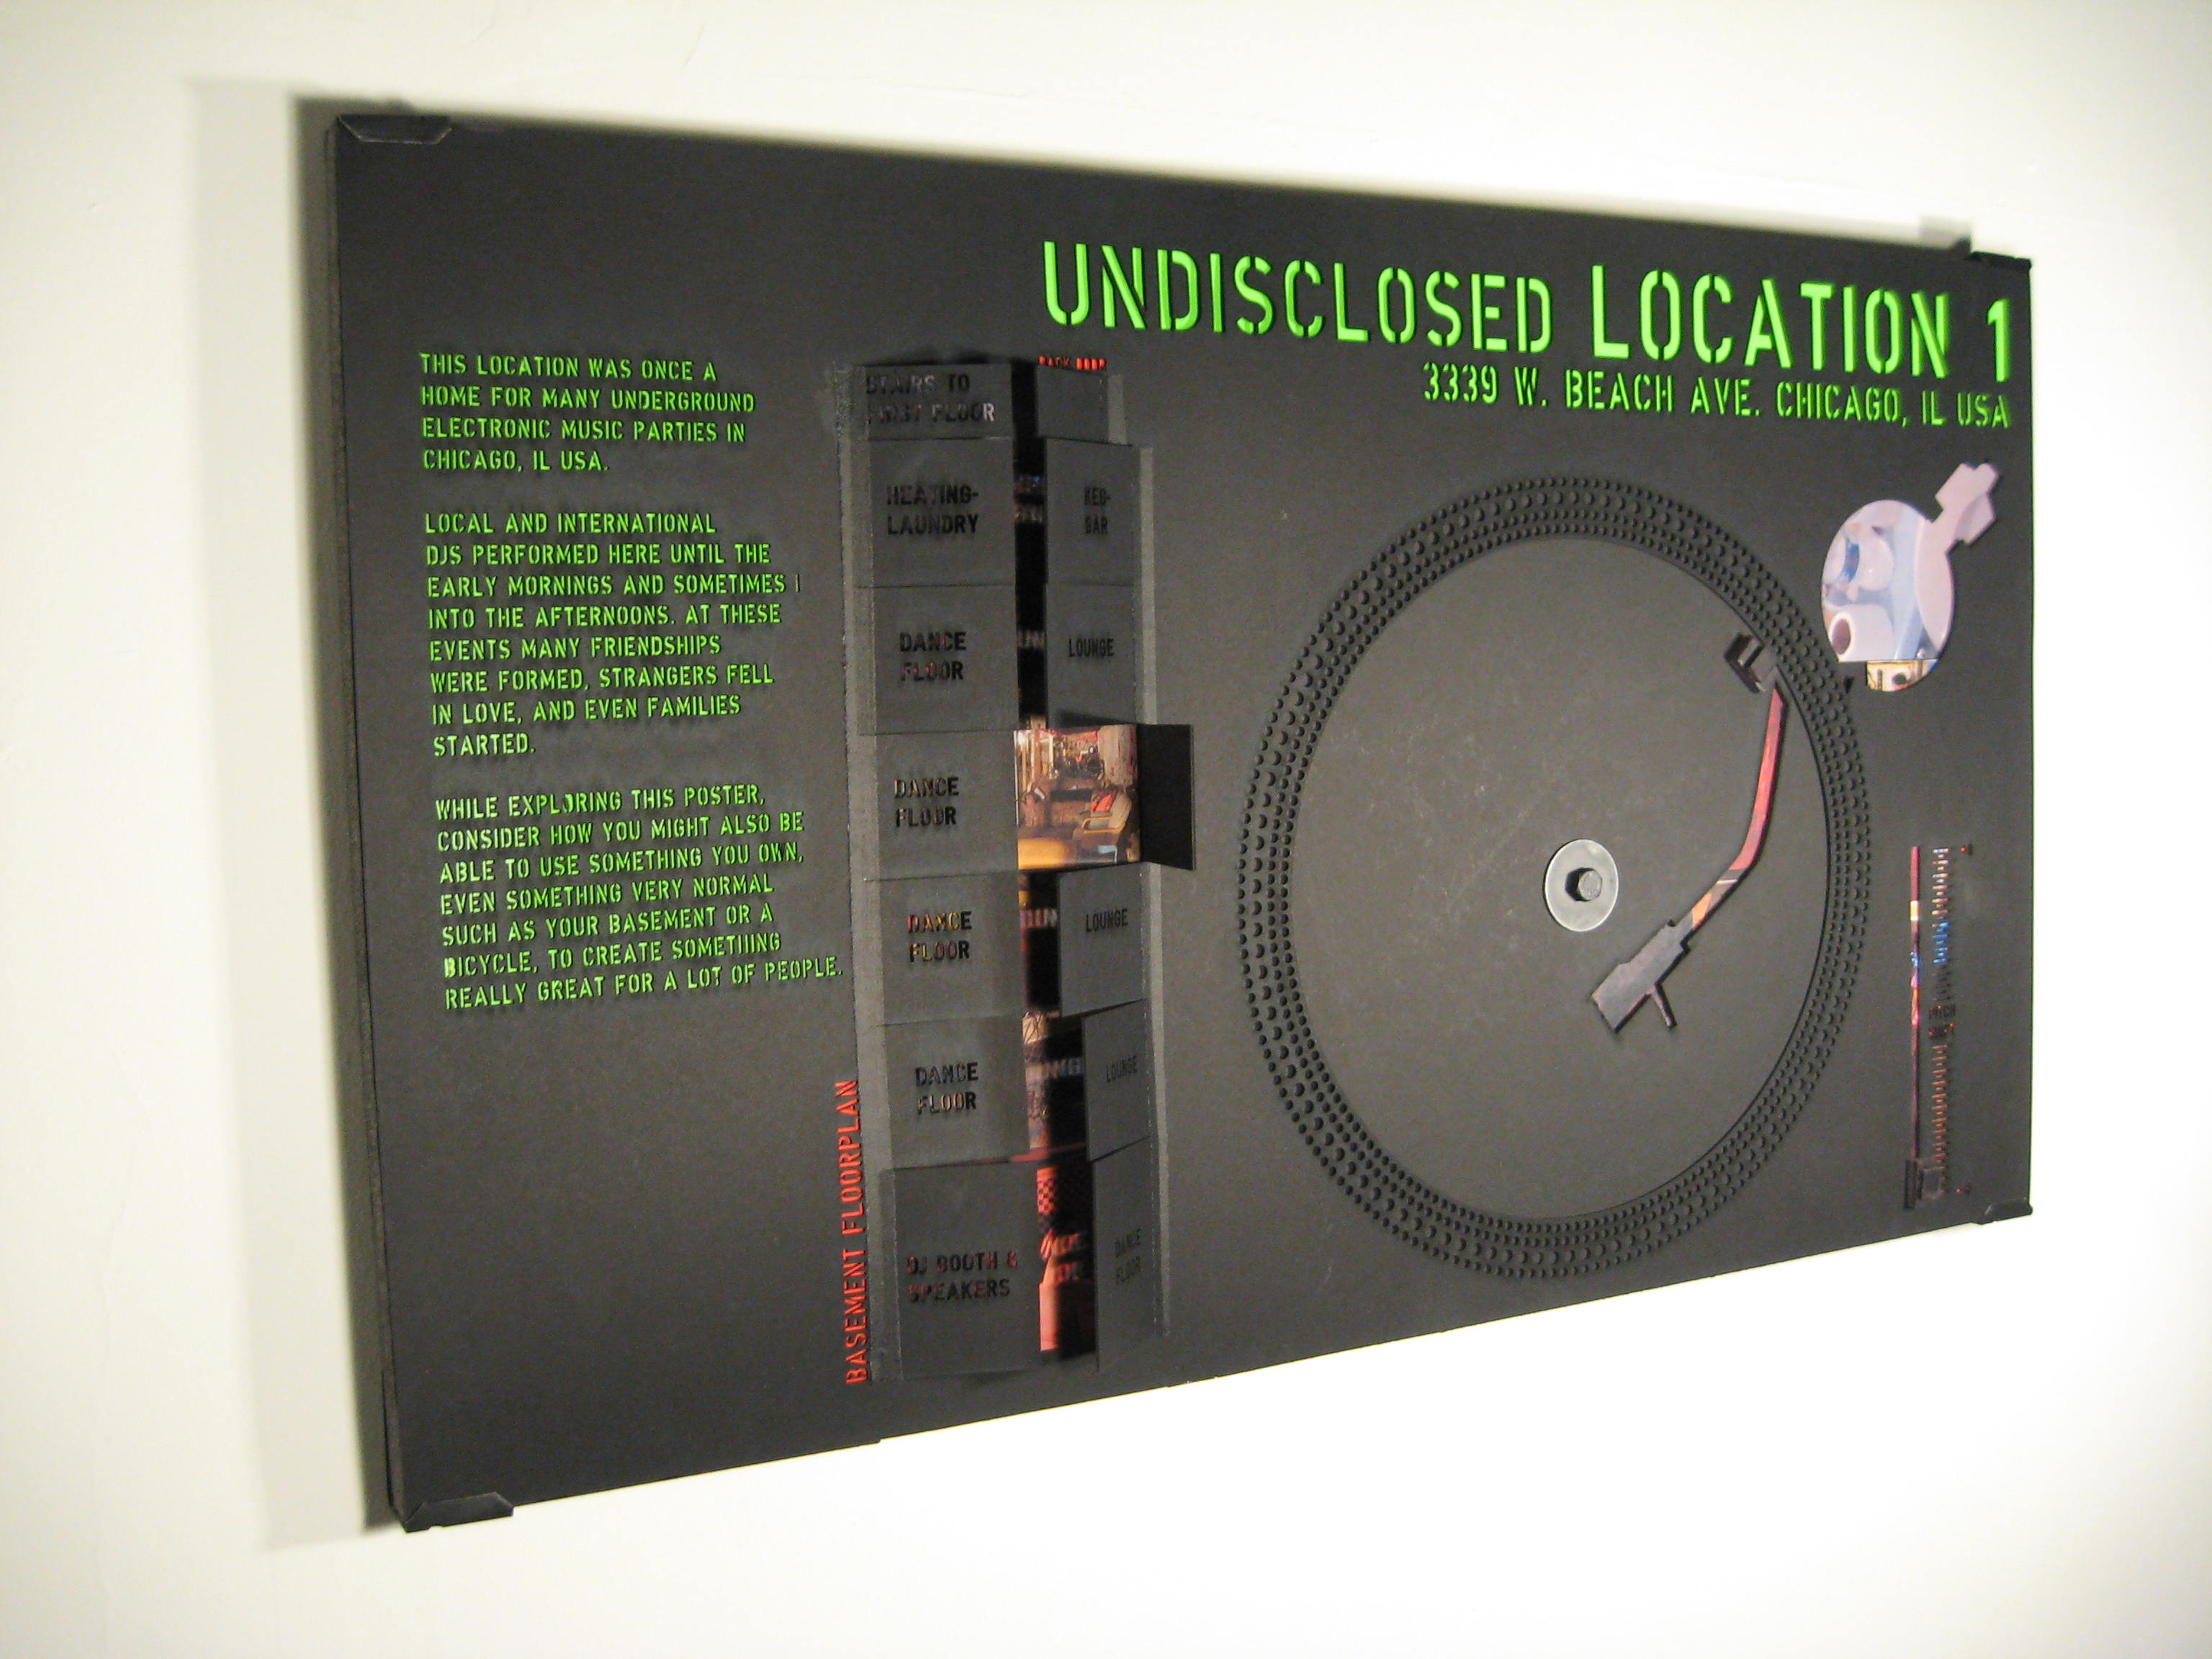 UNDISCLOSED LOCATION 1
3339 W. BEACH AVE. CHICAGO, IL USA
THIS LOCATION WAS ONCE A
HOME FOR MANY UNDERGROUND
ELECTRONIC MUSIC PARTIES IN
CHICAGO, IL USA.
LOCAL AND INTERNATIONAL
DJS PERFORMED HERE UNTIL THE
EARLY MORNINGS AND SOMETIMES
INTO THE AFTERNOONS. AT THESE
EVENTS MANY FRIENDSHIPS
WERE FORMED, STRANGERS FELL
IN LOVE, AND EVEN FAMILIES
STARTED.
WHILE EXPLORING THIS POSTER,
CONSIDER HOW YOU MIGHT ALSO BE
ABLE TO USE SOMETHING YOU OWN,
EVEN SOMETHING VERY NORMAL
SUCH AS YOUR BASEMENT OR A
BICYCLE, TO CREATE SOMETHING
REALLY GREAT FOR A LOT OF PEOPLE.
BASEMENT FLOORPLAN
BACK DOOR
STAIRS TO
FIRST FLOOR
HEATING-
LAUNDRY
KEG-
BAR
DANCE
FLOOR
LOUNGE
DANCE
FLOOR
DANCE
FLOOR
LOUNGE
DANCE
FLOOR
LOUNGE
DJ BOOTH &
SPEAKERS
DANCE
FLOOR